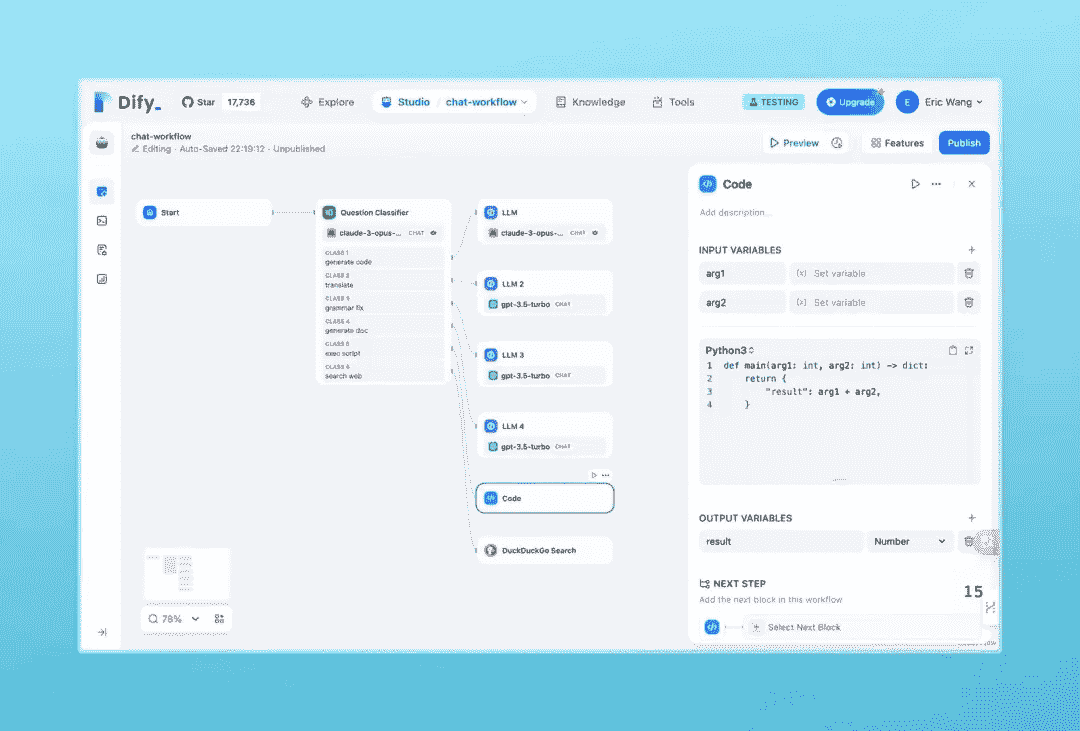 Dify_ Star 17,736 Explore Studio / chat-workflow Knowledge Tools TESTING Upgrade E Eric Wang
chat-workflow
Editing · Auto-Saved 22:19:12 · Unpublished
Preview Features Publish
Start
Question Classifier
claude-3-opus-... CHAT
CLASS 1
generate code
CLASS 2
translate
CLASS 3
grammar fix
CLASS 4
generate doc
CLASS 5
exec script
CLASS 6
search web
LLM
claude-3-opus-... CHAT
LLM 2
gpt-3.5-turbo CHAT
LLM 3
gpt-3.5-turbo CHAT
LLM 4
gpt-3.5-turbo CHAT
Code
DuckDuckGo Search
78%
Code
Add description...
INPUT VARIABLES
arg1 (x) Set variable
arg2 (x) Set variable
Python3
1 def main(arg1: int, arg2: int) -> dict:
2 return {
3 "result": arg1 + arg2,
4 }
OUTPUT VARIABLES
result Number
NEXT STEP
Add the next block in this workflow
15
Select Next Block